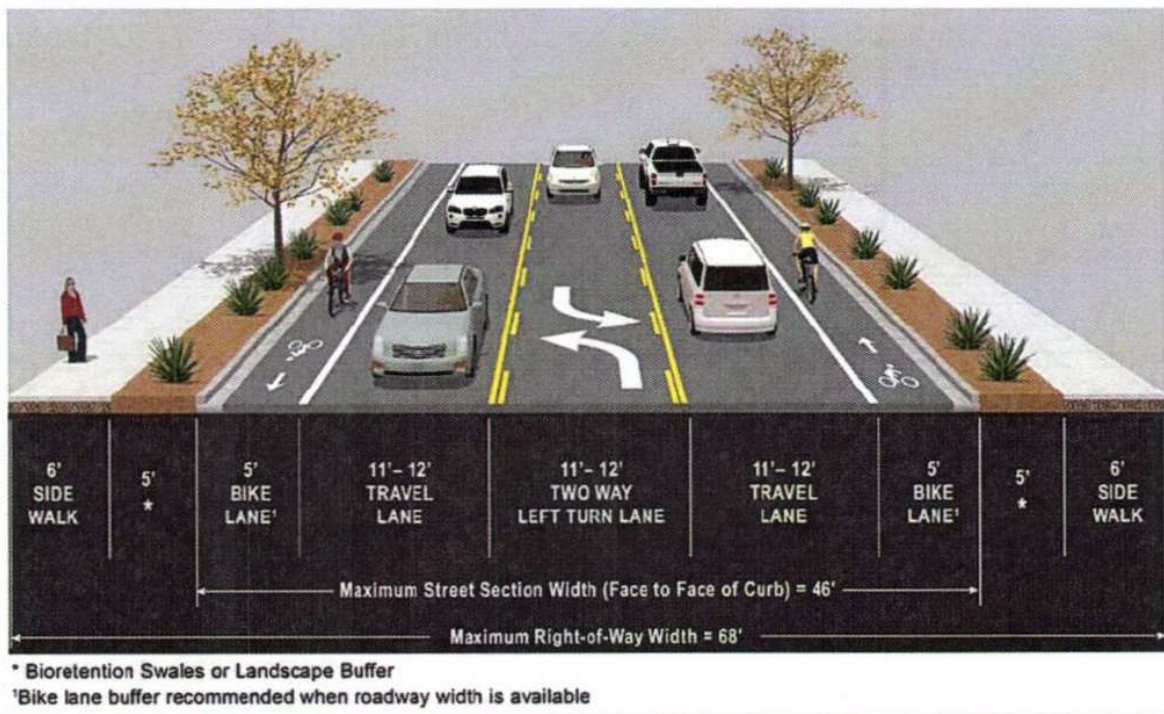 6'
SIDE
WALK
5'
*
5'
BIKE
LANE¹
11'– 12'
TRAVEL
LANE
11'– 12'
TWO WAY
LEFT TURN LANE
11'– 12'
TRAVEL
LANE
5'
BIKE
LANE¹
5'
*
6'
SIDE
WALK
Maximum Street Section Width (Face to Face of Curb) = 46'
Maximum Right-of-Way Width = 68'
* Bioretention Swales or Landscape Buffer
¹Bike lane buffer recommended when roadway width is available